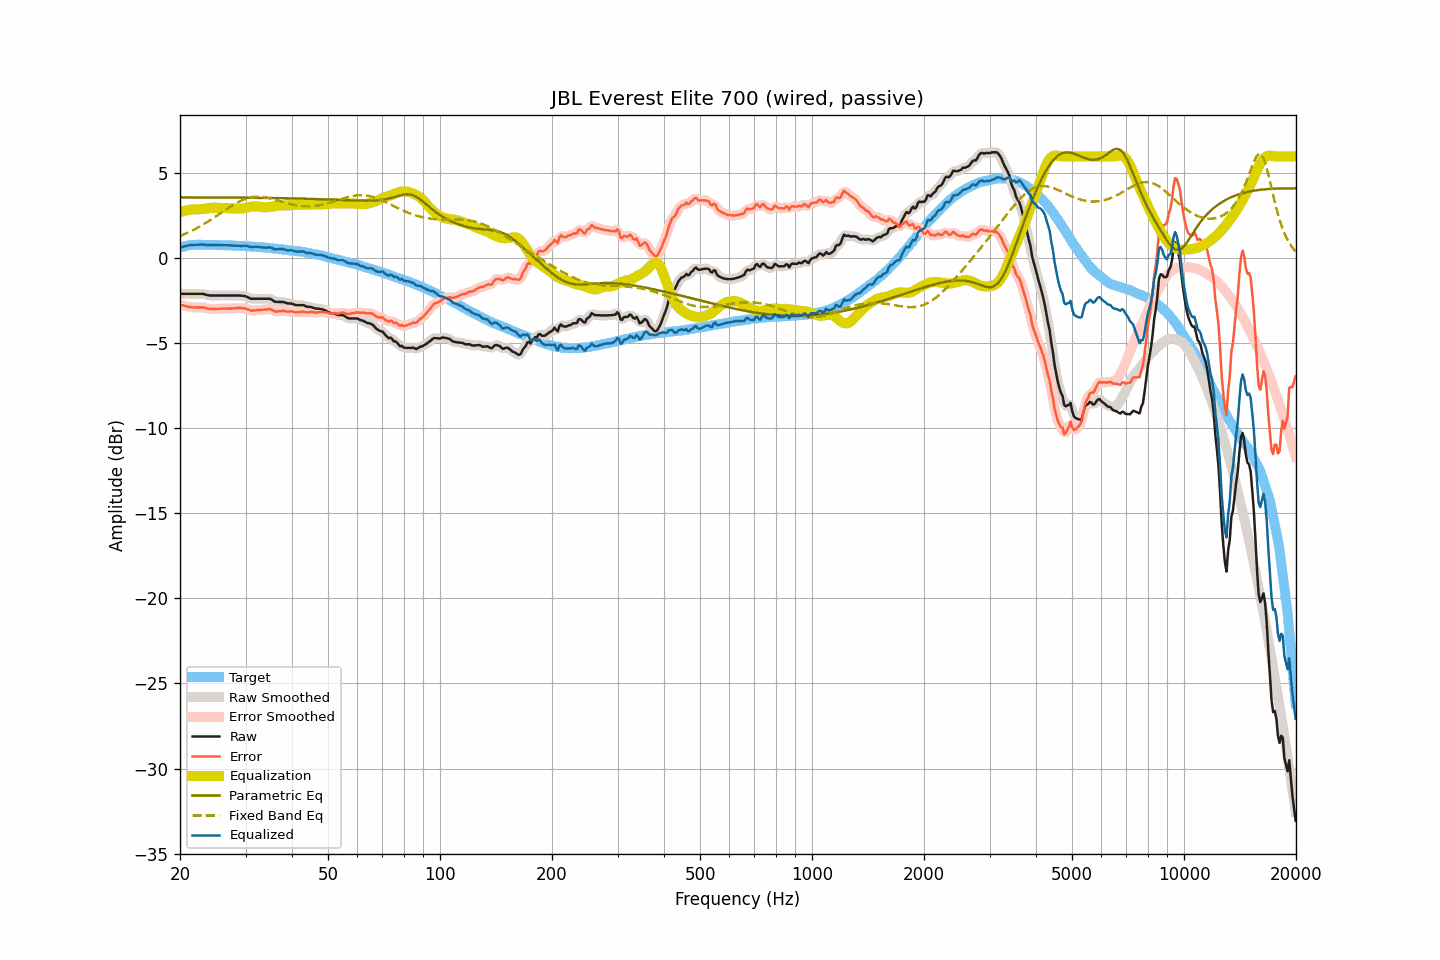 JBL Everest Elite 700 (wired, passive)
5
0
−5
−10
−15
−20
−25
−30
−35
Amplitude (dBr)
Target
Raw Smoothed
Error Smoothed
Raw
Error
Equalization
Parametric Eq
Fixed Band Eq
Equalized
20 50 100 200 500 1000 2000 5000 10000 20000
Frequency (Hz)